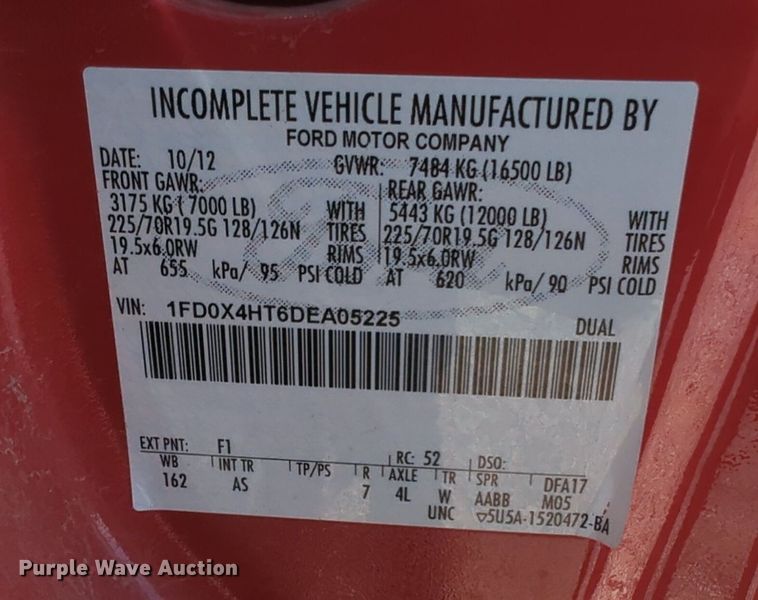 INCOMPLETE VEHICLE MANUFACTURED BY
FORD MOTOR COMPANY
DATE: 10/12 GVWR: 7484 KG (16500 LB)
FRONT GAWR: REAR GAWR:
3175 KG (7000 LB) WITH 5443 KG (12000 LB) WITH
225/70R19.5G 128/126N TIRES 225/70R19.5G 128/126N TIRES
19.5x6.0RW RIMS 19.5x6.0RW RIMS
AT 655 kPa/ 95 PSI COLD AT 620 kPa/ 90 PSI COLD
VIN: 1FD0X4HT6DEA05225 DUAL
EXT PNT: F1 RC: 52 DSO:
WB INT TR TP/PS R AXLE TR SPR DFA17
162 AS 7 4L W AABB M05
UNC ▽5U5A-1520472-BA
Purple Wave Auction